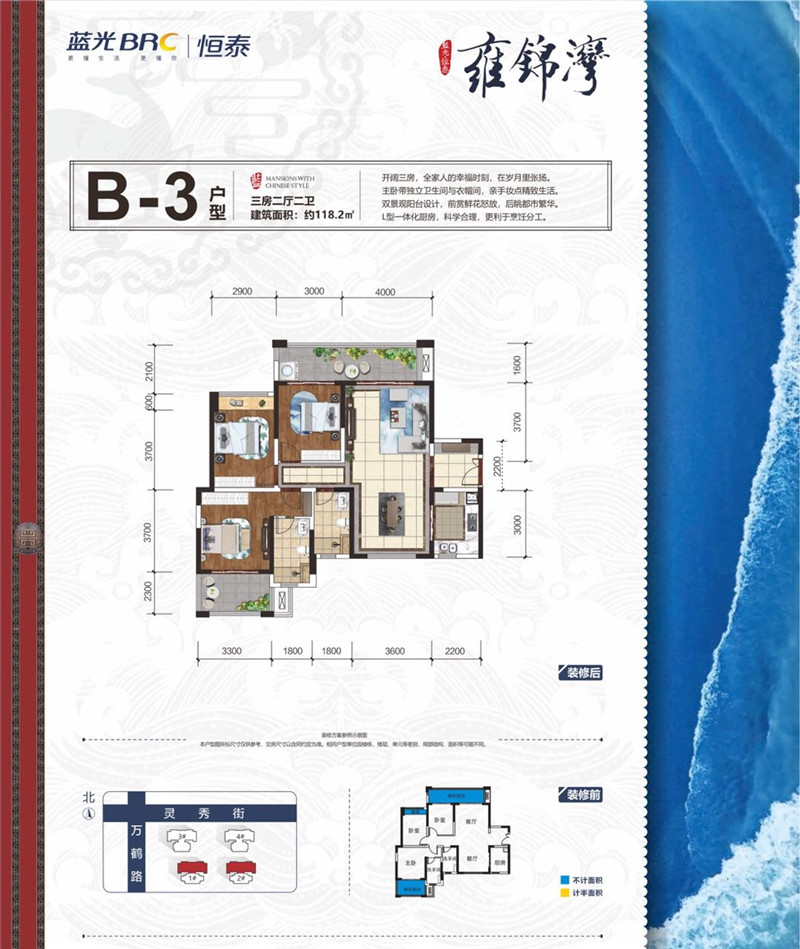 蓝光BRC 恒泰
更懂生活 更懂你
蓝光·恒泰
雍锦湾
B-3户型
MANSIONS WITH
CHINESE STYLE
三房二厅二卫
建筑面积：约118.2㎡
开阔三房，全家人的幸福时刻，在岁月里张扬。
主卧带独立卫生间与衣帽间，亲手妆点精致生活。
双景观阳台设计，前赏鲜花怒放，后眺都市繁华。
L型一体化厨房，科学合理，更利于烹饪分工。
2900 3000 4000
2100
600
3700
3700
2300
1600
3700
2200
3000
3300 1800 1800 3600 2200
装修后
装修方案参照示意图
本户型图所标尺寸仅供参考，交房尺寸以合同约定为准。相同户型单位因楼栋、楼层、单元等差别，局部结构、面积等可能不同。
北
灵秀街
万鹤路
3# 4#
1# 2#
装修前
卧室
卧室
客厅
主卧
餐厅
厨房
不计面积
计半面积